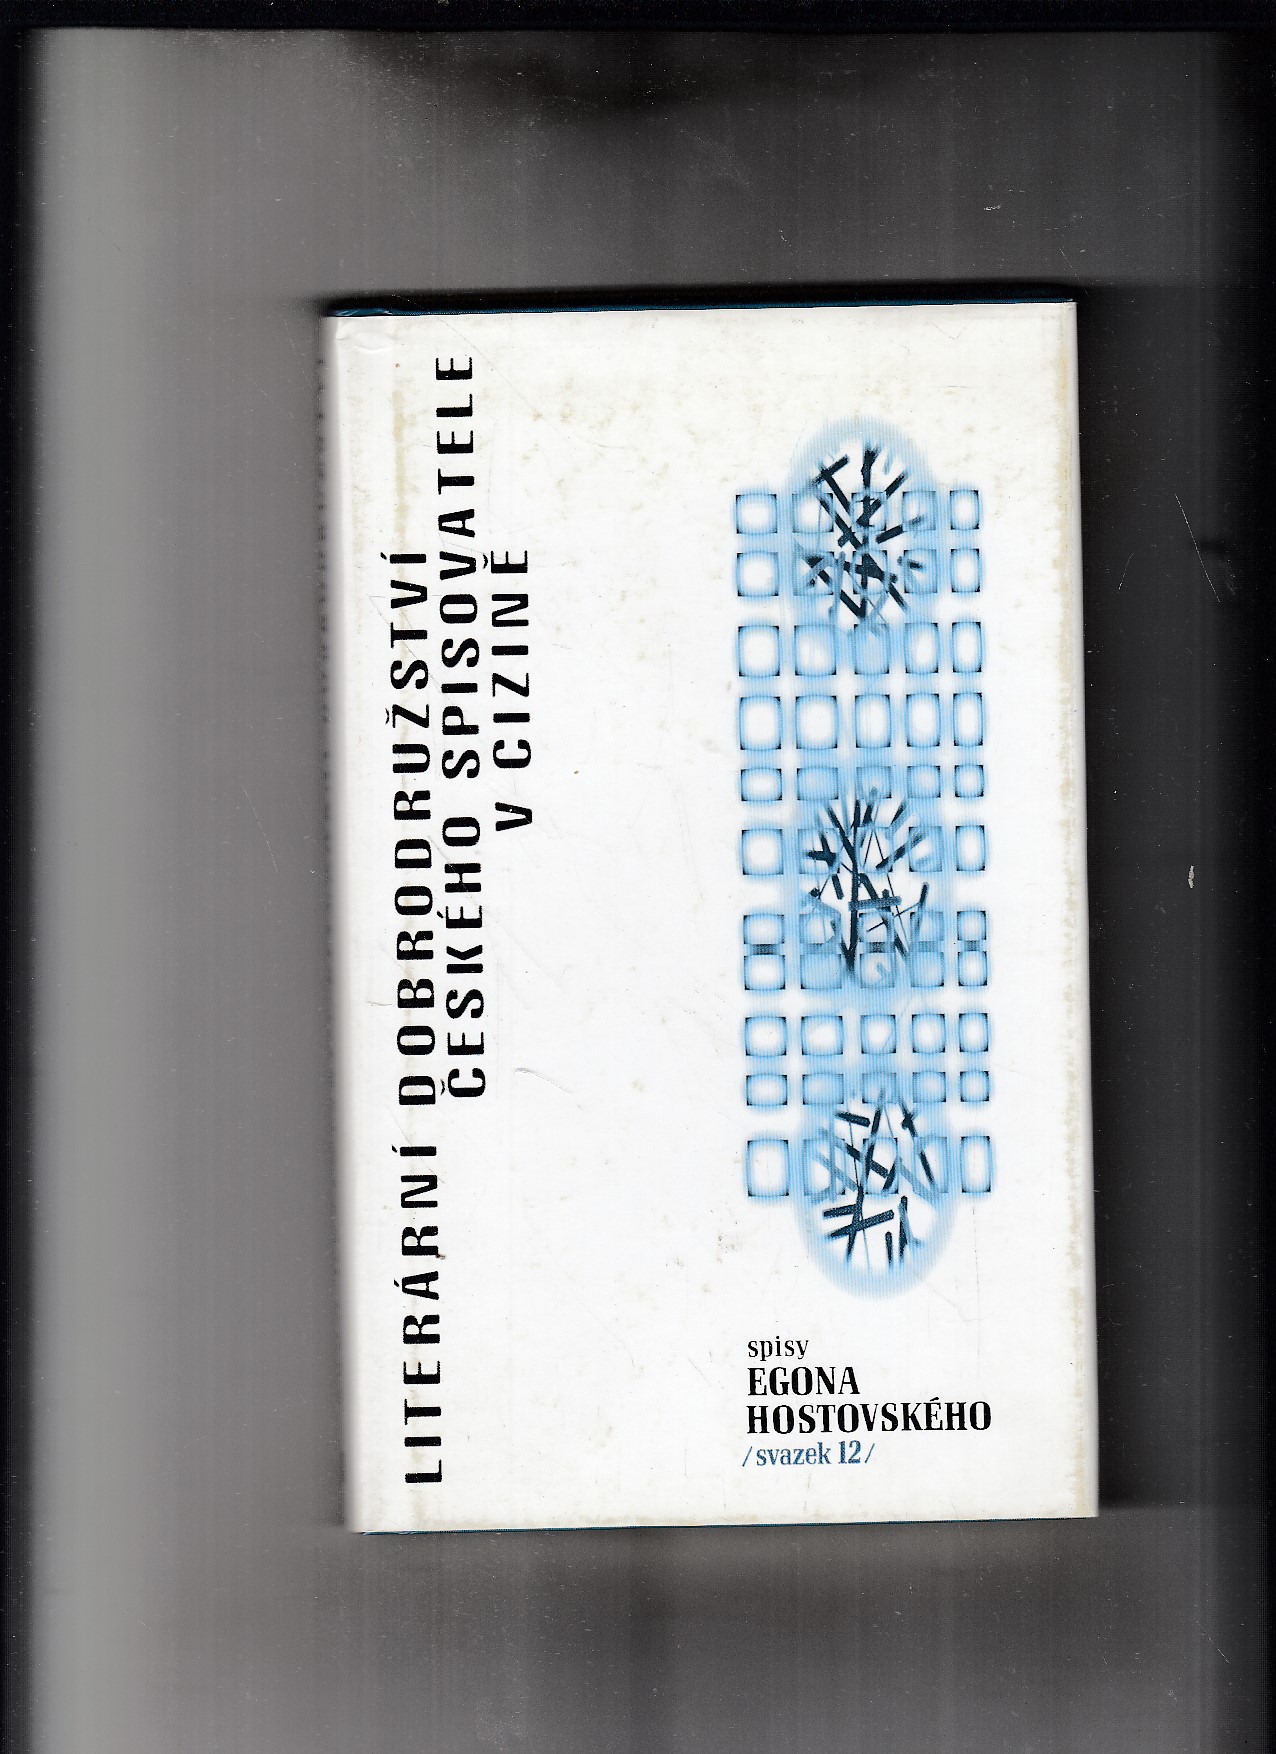 LITERÁRNÍ DOBRODRUŽSTVÍ
ČESKÉHO SPISOVATELE
V CIZINĚ
spisy
EGONA
HOSTOVSKÉHO
/svazek 12/